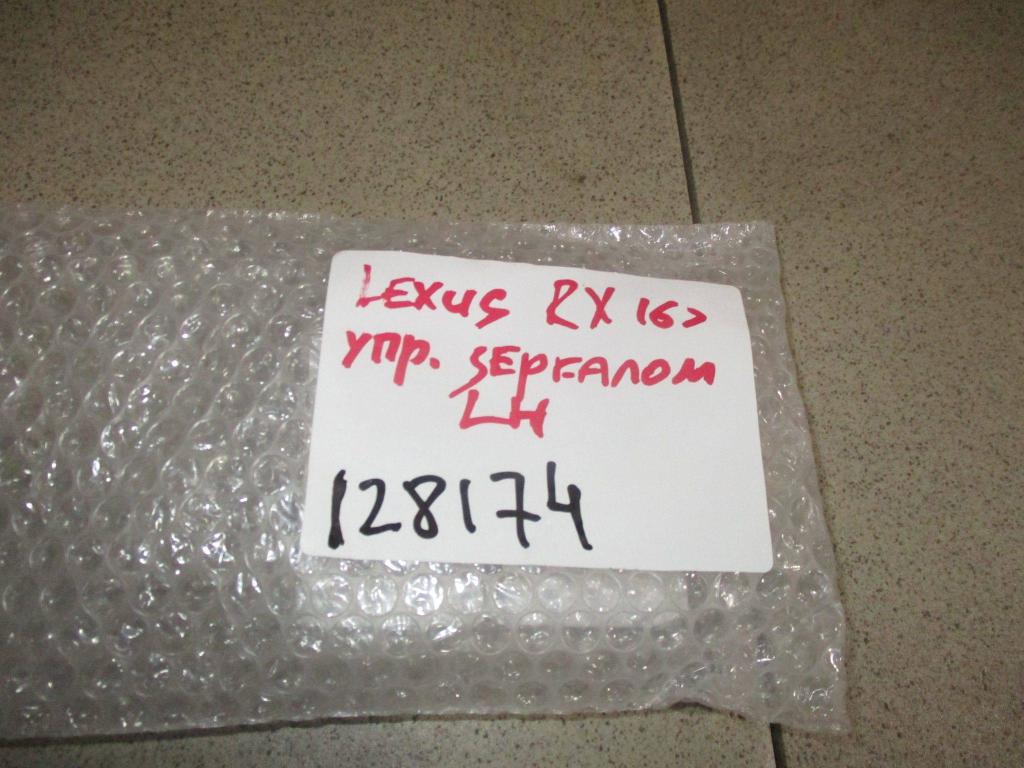 LEXUS RX 16>
упр. зеркалом
LH
128174